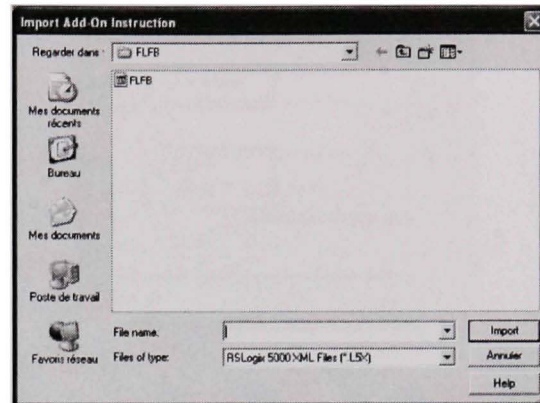 Import Add-On Instruction
Regarder dans :
FLFB
FLFB
Mes documents
récents
Bureau
Mes documents
Poste de travail
Favoris réseau
File name:
Import
Files of type:
RSLogix 5000 XML Files (*.L5X)
Annuler
Help